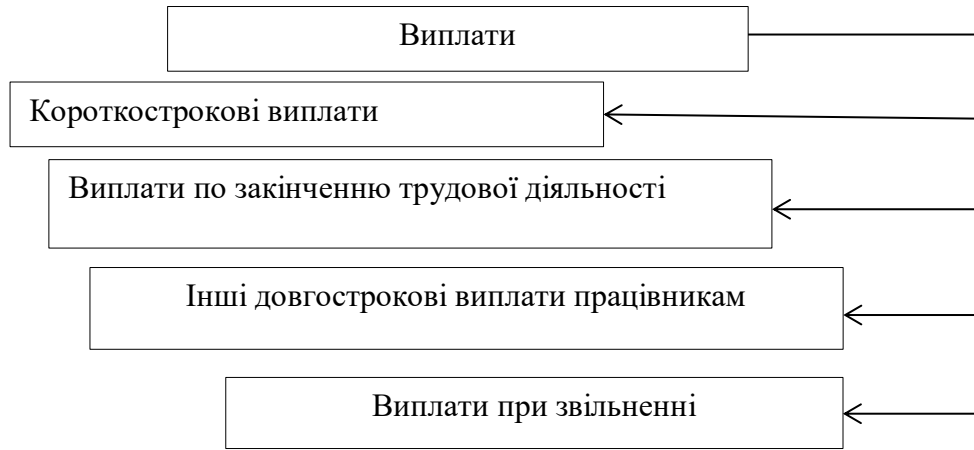 Виплати
Короткострокові виплати
Виплати по закінченню трудової діяльності
Інші довгострокові виплати працівникам
Виплати при звільненні